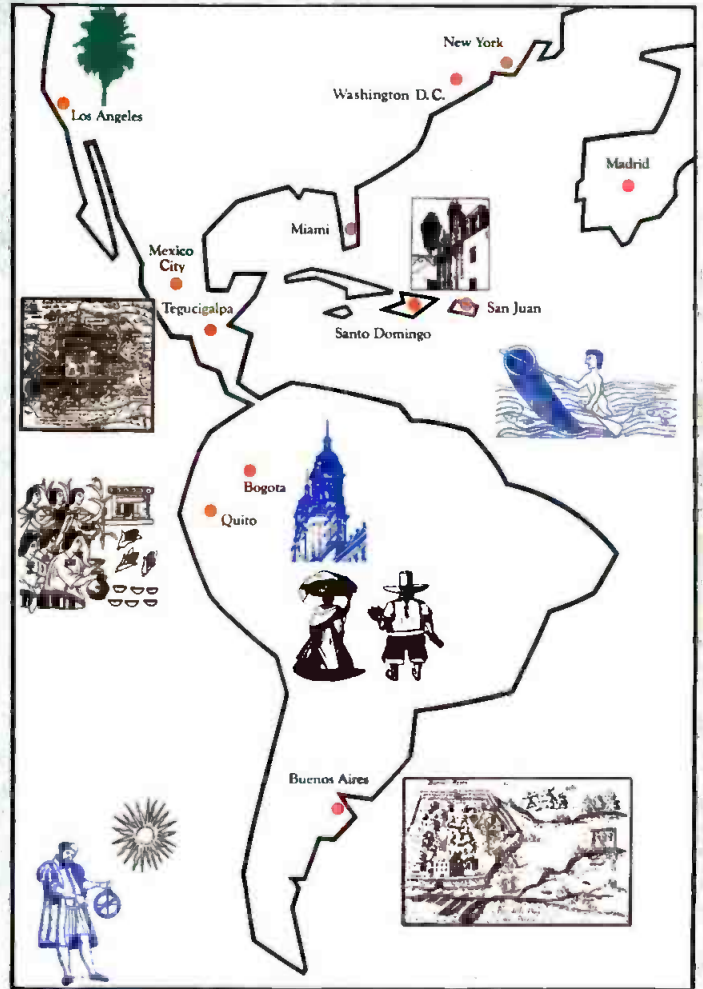 New York
Washington D.C.
Los Angeles
Madrid
Miami
Mexico
City
Tegucigalpa
San Juan
Santo Domingo
Bogota
Quito
Buenos Aires